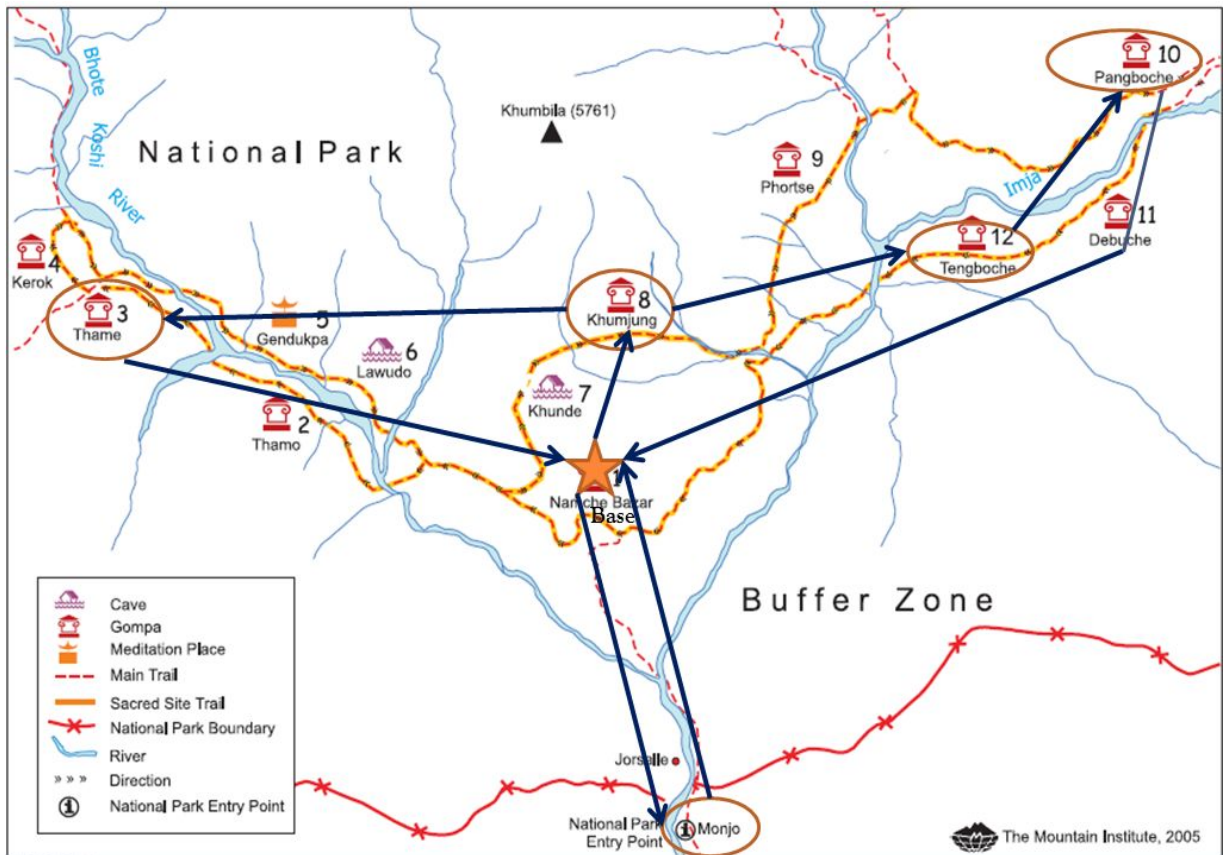 Bhote
Koshi
River
National Park
Khumbila (5761)
10
Pangboche
9
Phortse
Imja
11
Debuche
12
Tengboche
4
Kerok
3
Thame
5
Gendukpa
8
Khumjung
6
Lawudo
7
Khunde
2
Thamo
1
Namche Bazar
Base
Buffer Zone
Cave
Gompa
Meditation Place
Main Trail
Sacred Site Trail
National Park Boundary
River
Direction
National Park Entry Point
Jorsalle
National Park
Entry Point
i
Monjo
The Mountain Institute, 2005